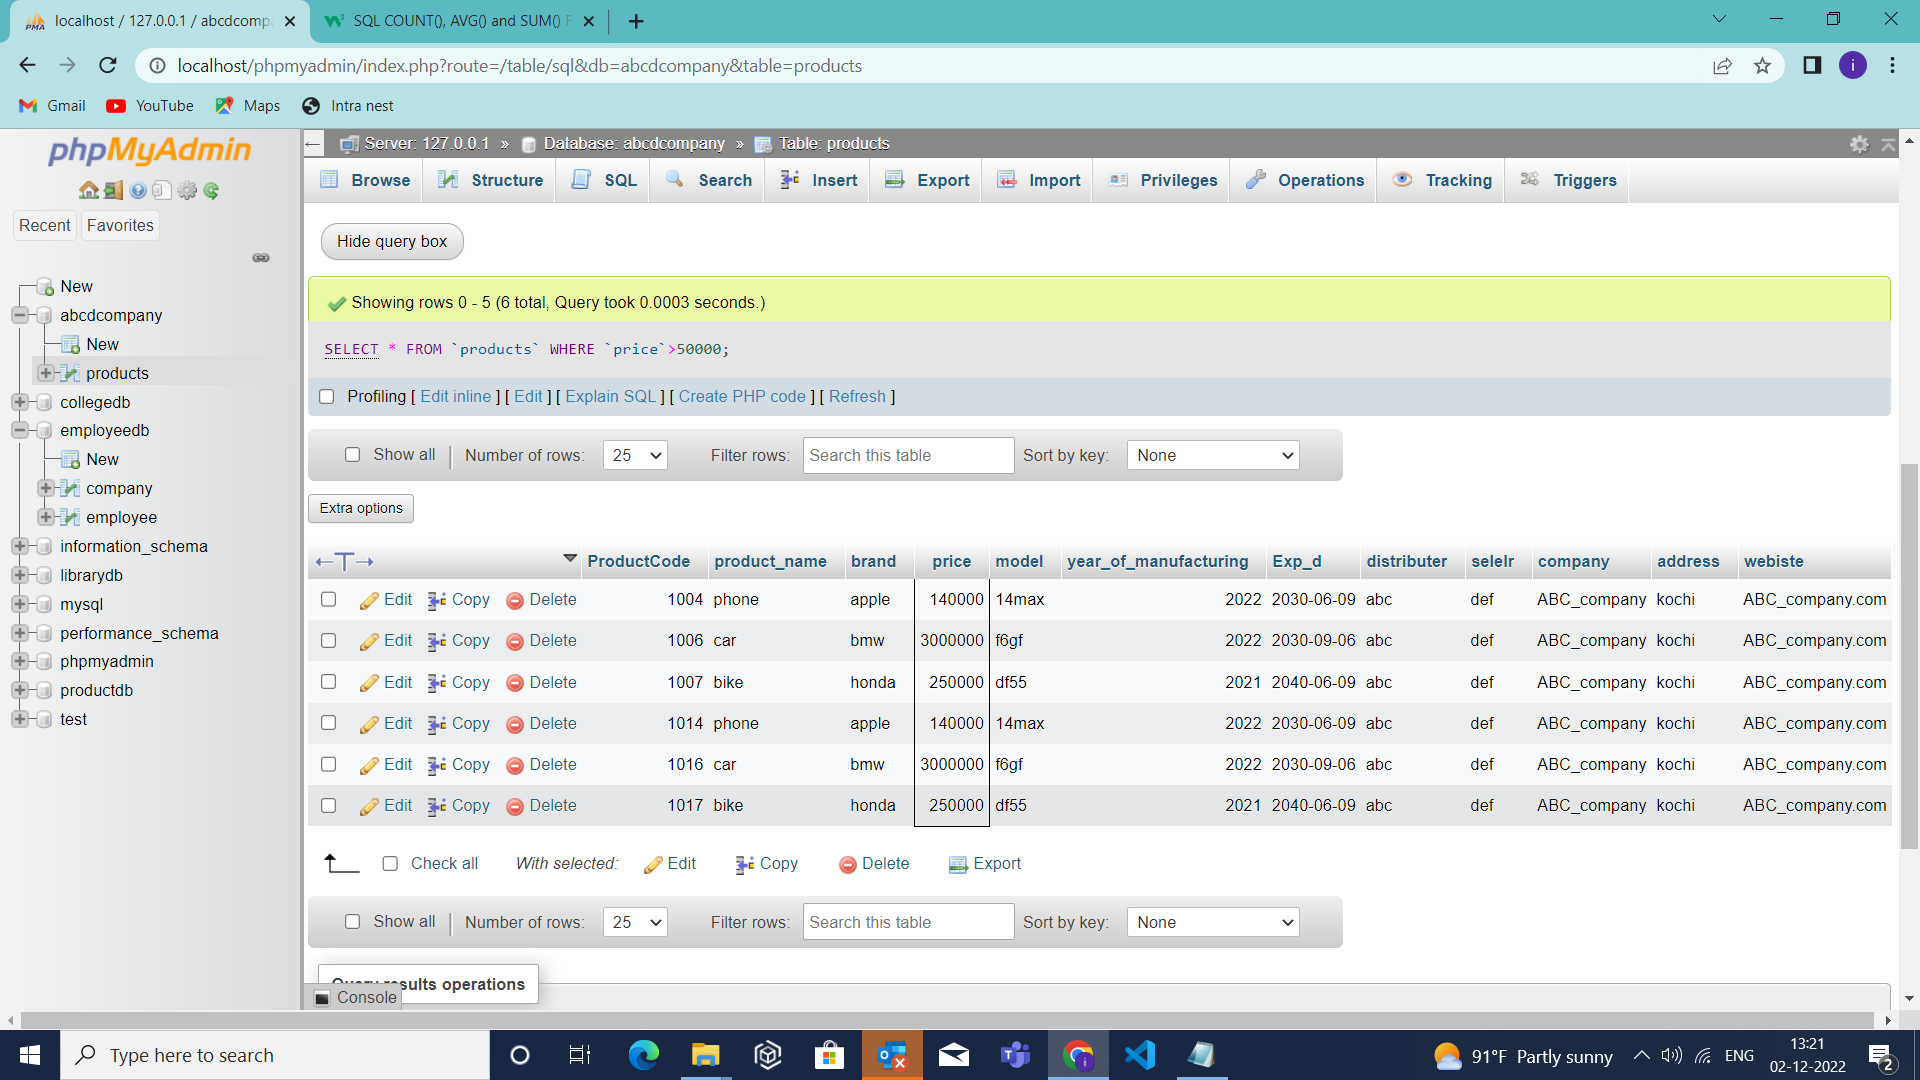 localhost / 127.0.0.1 / abcdcomp
SQL COUNT(), AVG() and SUM() F
localhost/phpmyadmin/index.php?route=/table/sql&db=abcdcompany&table=products
i
Gmail YouTube Maps Intra nest
phpMyAdmin
Recent Favorites
New
abcdcompany
New
products
collegedb
employeedb
New
company
employee
information_schema
librarydb
mysql
performance_schema
phpmyadmin
productdb
test
Server: 127.0.0.1 » Database: abcdcompany » Table: products
Browse Structure SQL Search Insert Export Import Privileges Operations Tracking Triggers
Hide query box
Showing rows 0 - 5 (6 total, Query took 0.0003 seconds.)
SELECT * FROM `products` WHERE `price`>50000;
Profiling [ Edit inline ] [ Edit ] [ Explain SQL ] [ Create PHP code ] [ Refresh ]
Show all Number of rows: 25 Filter rows: Search this table Sort by key: None
Extra options
←T→ ProductCode product_name brand price model year_of_manufacturing Exp_d distributer selelr company address webiste
Edit Copy Delete 1004 phone apple 140000 14max 2022 2030-06-09 abc def ABC_company kochi ABC_company.com
Edit Copy Delete 1006 car bmw 3000000 f6gf 2022 2030-09-06 abc def ABC_company kochi ABC_company.com
Edit Copy Delete 1007 bike honda 250000 df55 2021 2040-06-09 abc def ABC_company kochi ABC_company.com
Edit Copy Delete 1014 phone apple 140000 14max 2022 2030-06-09 abc def ABC_company kochi ABC_company.com
Edit Copy Delete 1016 car bmw 3000000 f6gf 2022 2030-09-06 abc def ABC_company kochi ABC_company.com
Edit Copy Delete 1017 bike honda 250000 df55 2021 2040-06-09 abc def ABC_company kochi ABC_company.com
Check all With selected: Edit Copy Delete Export
Show all Number of rows: 25 Filter rows: Search this table Sort by key: None
Query results operations
Console
Type here to search
91°F Partly sunny
ENG
13:21
02-12-2022
2